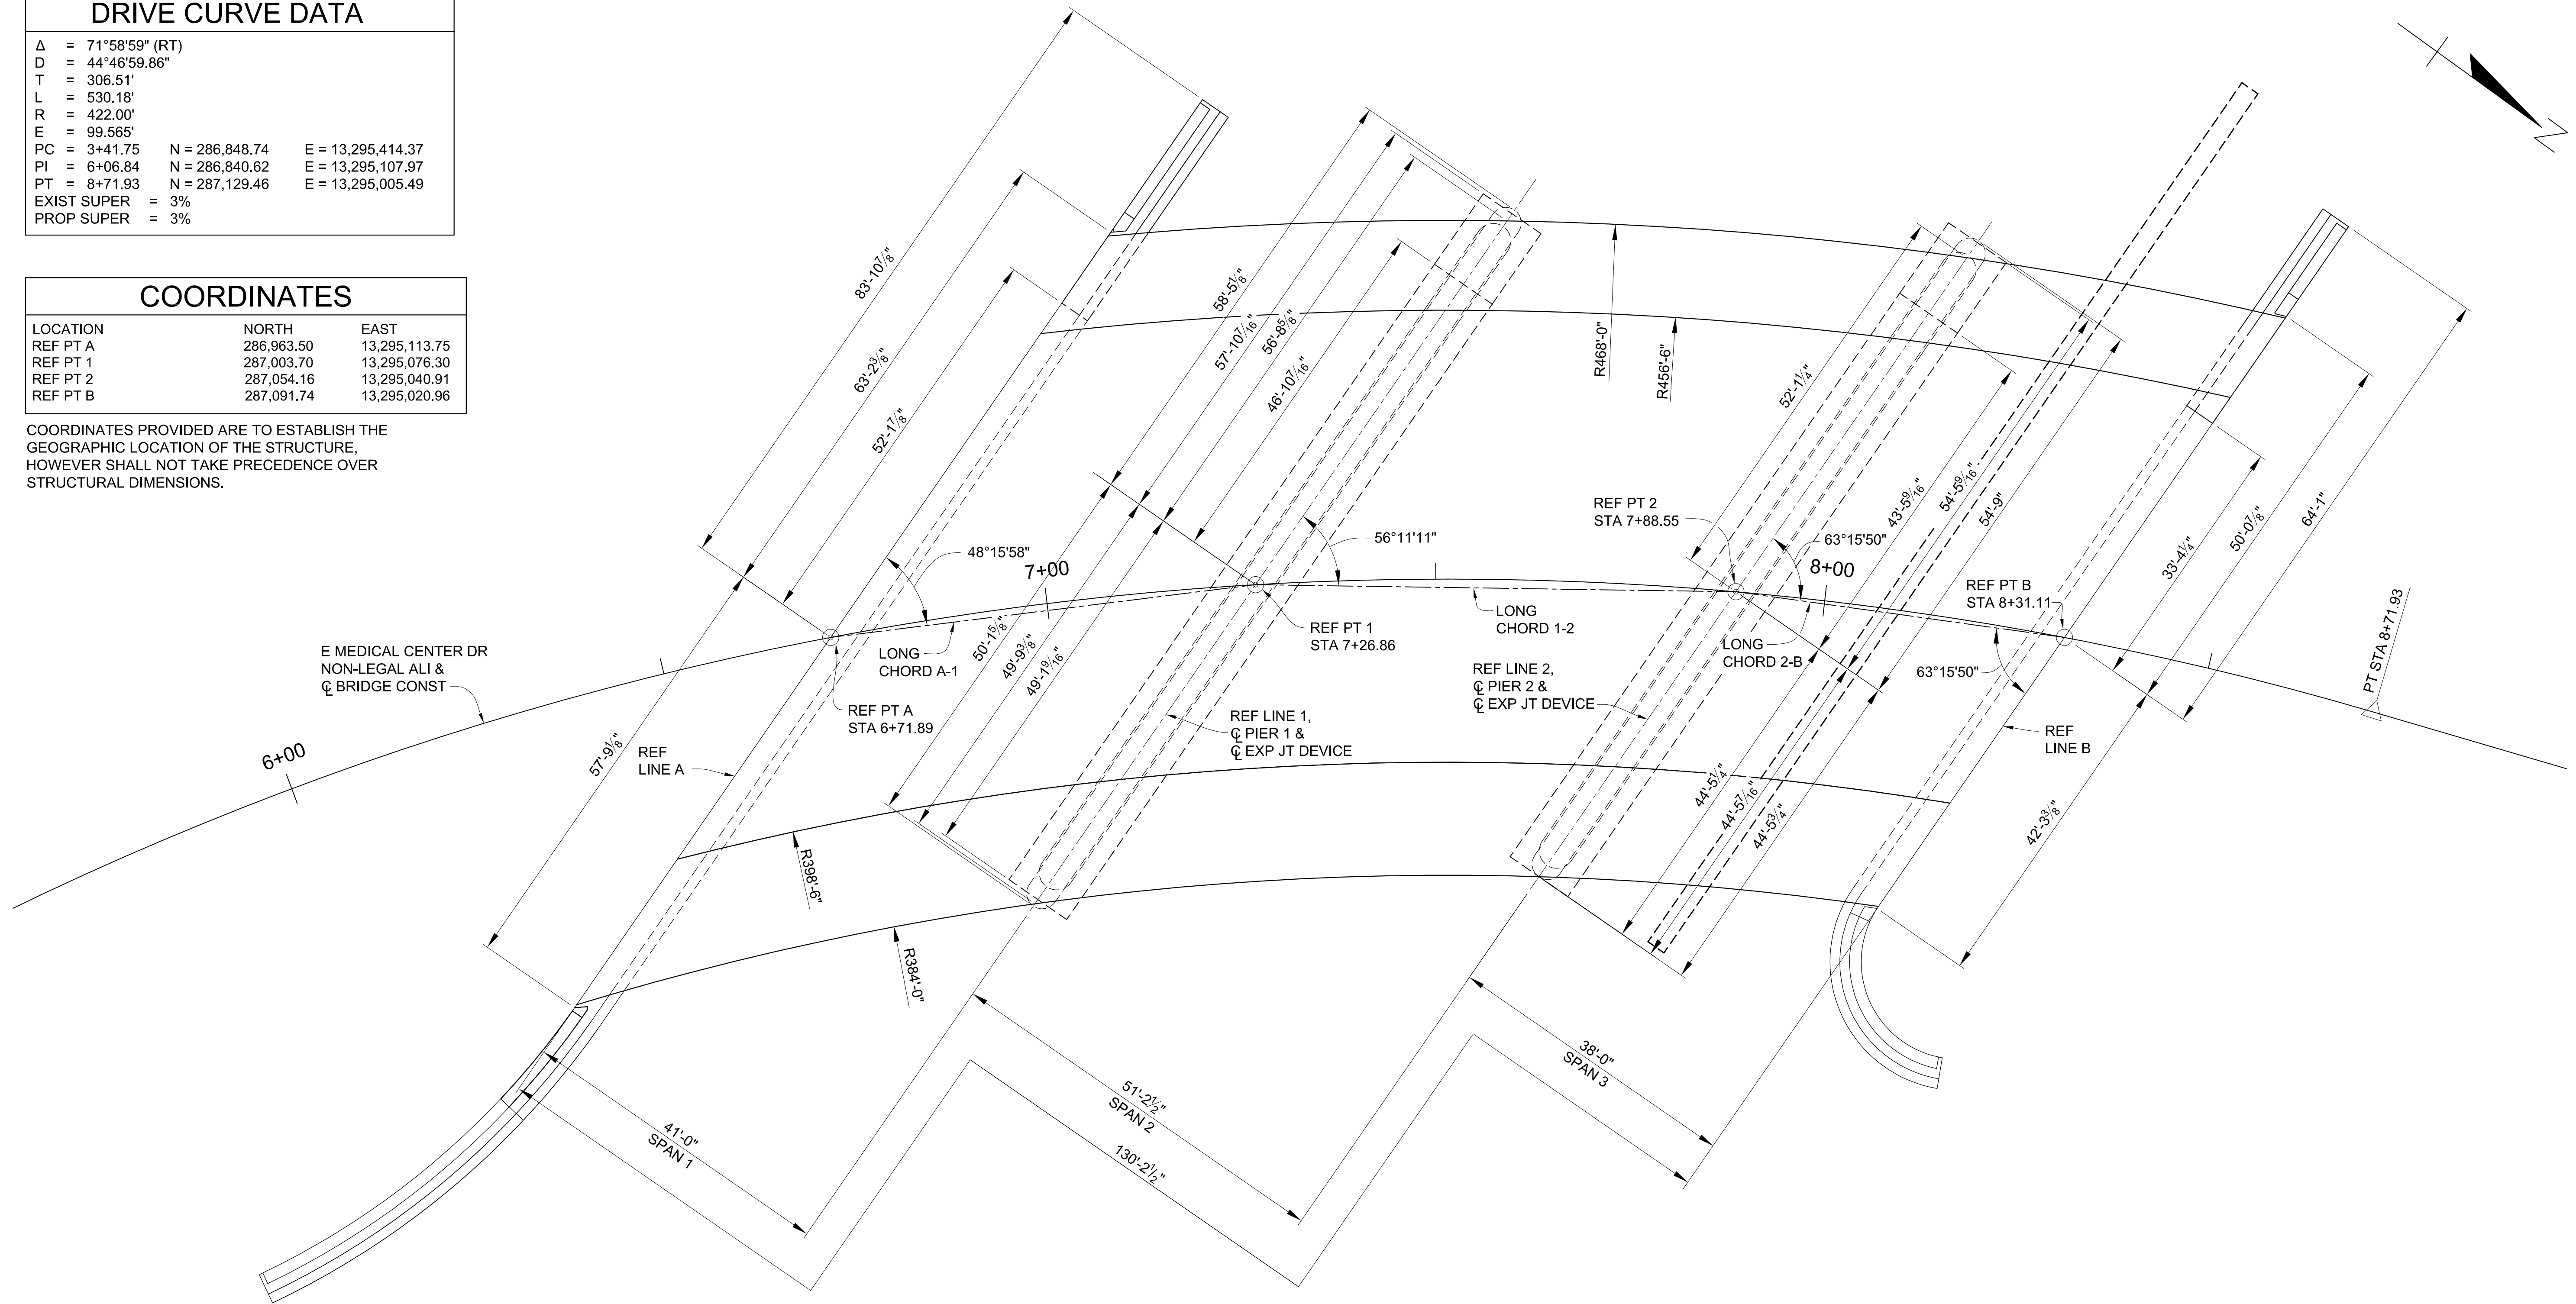 DRIVE CURVE DATA
Δ = 71°58'59" (RT)
D = 44°46'59.86"
T = 306.51'
L = 530.18'
R = 422.00'
E = 99.565'
PC = 3+41.75 N = 286,848.74 E = 13,295,414.37
PI = 6+06.84 N = 286,840.62 E = 13,295,107.97
PT = 8+71.93 N = 287,129.46 E = 13,295,005.49
EXIST SUPER = 3%
PROP SUPER = 3%
COORDINATES
LOCATION NORTH EAST
REF PT A 286,963.50 13,295,113.75
REF PT 1 287,003.70 13,295,076.30
REF PT 2 287,054.16 13,295,040.91
REF PT B 287,091.74 13,295,020.96
COORDINATES PROVIDED ARE TO ESTABLISH THE
GEOGRAPHIC LOCATION OF THE STRUCTURE,
HOWEVER SHALL NOT TAKE PRECEDENCE OVER
STRUCTURAL DIMENSIONS.
N
83'-10⅞"
63'-2⅜"
52'-1⅞"
58'-5⅛"
57'-10 7/16"
56'-8⅝"
46'-10 7/16"
R468'-0"
R456'-6"
52'-1¼"
43'-5 9/16"
54'-5 9/16"
54'-9"
33'-4¼"
50'-0⅞"
64'-1"
48°15'58"
7+00
56°11'11"
REF PT 2
STA 7+88.55
63°15'50"
8+00
REF PT B
STA 8+31.11
LONG
CHORD A-1
REF PT 1
STA 7+26.86
LONG
CHORD 1-2
LONG
CHORD 2-B
63°15'50"
PT STA 8+71.93
E MEDICAL CENTER DR
NON-LEGAL ALI &
℄ BRIDGE CONST
6+00
REF PT A
STA 6+71.89
50'-1⅝"
49'-9⅜"
49'-1 9/16"
57'-9⅛"
REF
LINE A
REF LINE 1,
℄ PIER 1 &
℄ EXP JT DEVICE
REF LINE 2,
℄ PIER 2 &
℄ EXP JT DEVICE
REF
LINE B
44'-5¼"
44'-5 7/16"
44'-5¾"
42'-3⅜"
R398'-6"
R384'-0"
41'-0"
SPAN 1
51'-2½"
SPAN 2
38'-0"
SPAN 3
130'-2½"